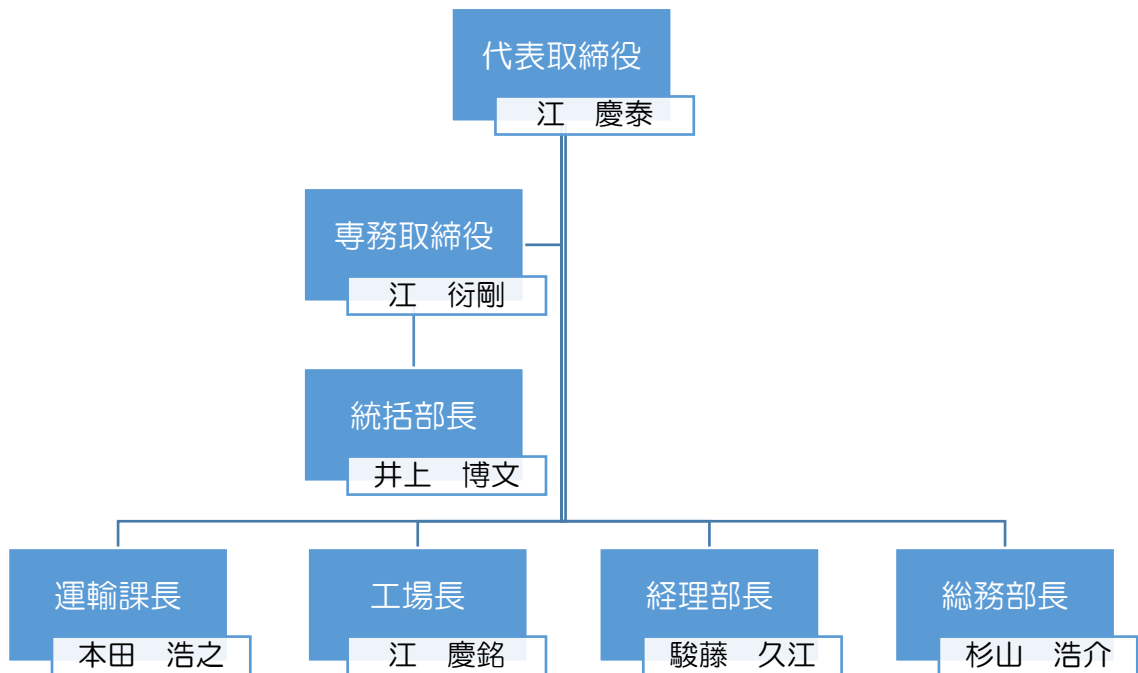 代表取締役
江　慶泰
専務取締役
江　衍剛
統括部長
井上　博文
運輸課長
本田　浩之
工場長
江　慶銘
経理部長
駿藤　久江
総務部長
杉山　浩介